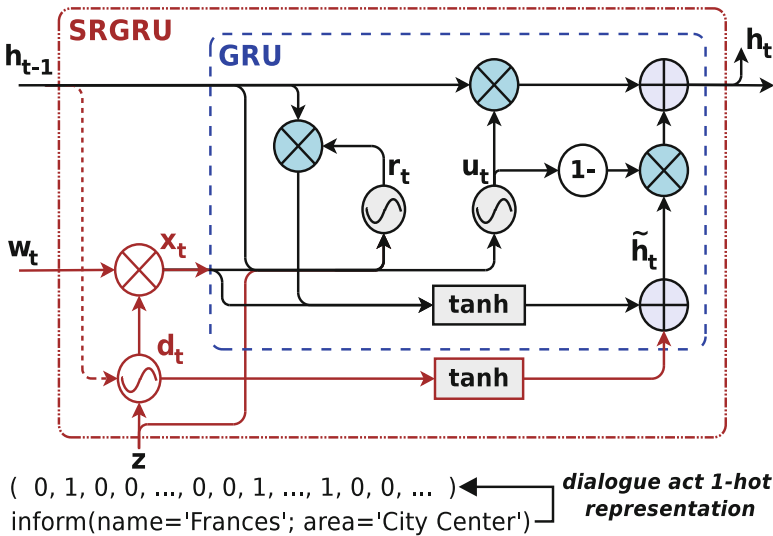 SRGRU
GRU
h_{t-1}
h_t
r_t
u_t
1-
w_t
x_t
h̃_t
tanh
d_t
tanh
z
( 0, 1, 0, 0, ..., 0, 0, 1, ..., 1, 0, 0, ... )
dialogue act 1-hot
representation
inform(name='Frances'; area='City Center')